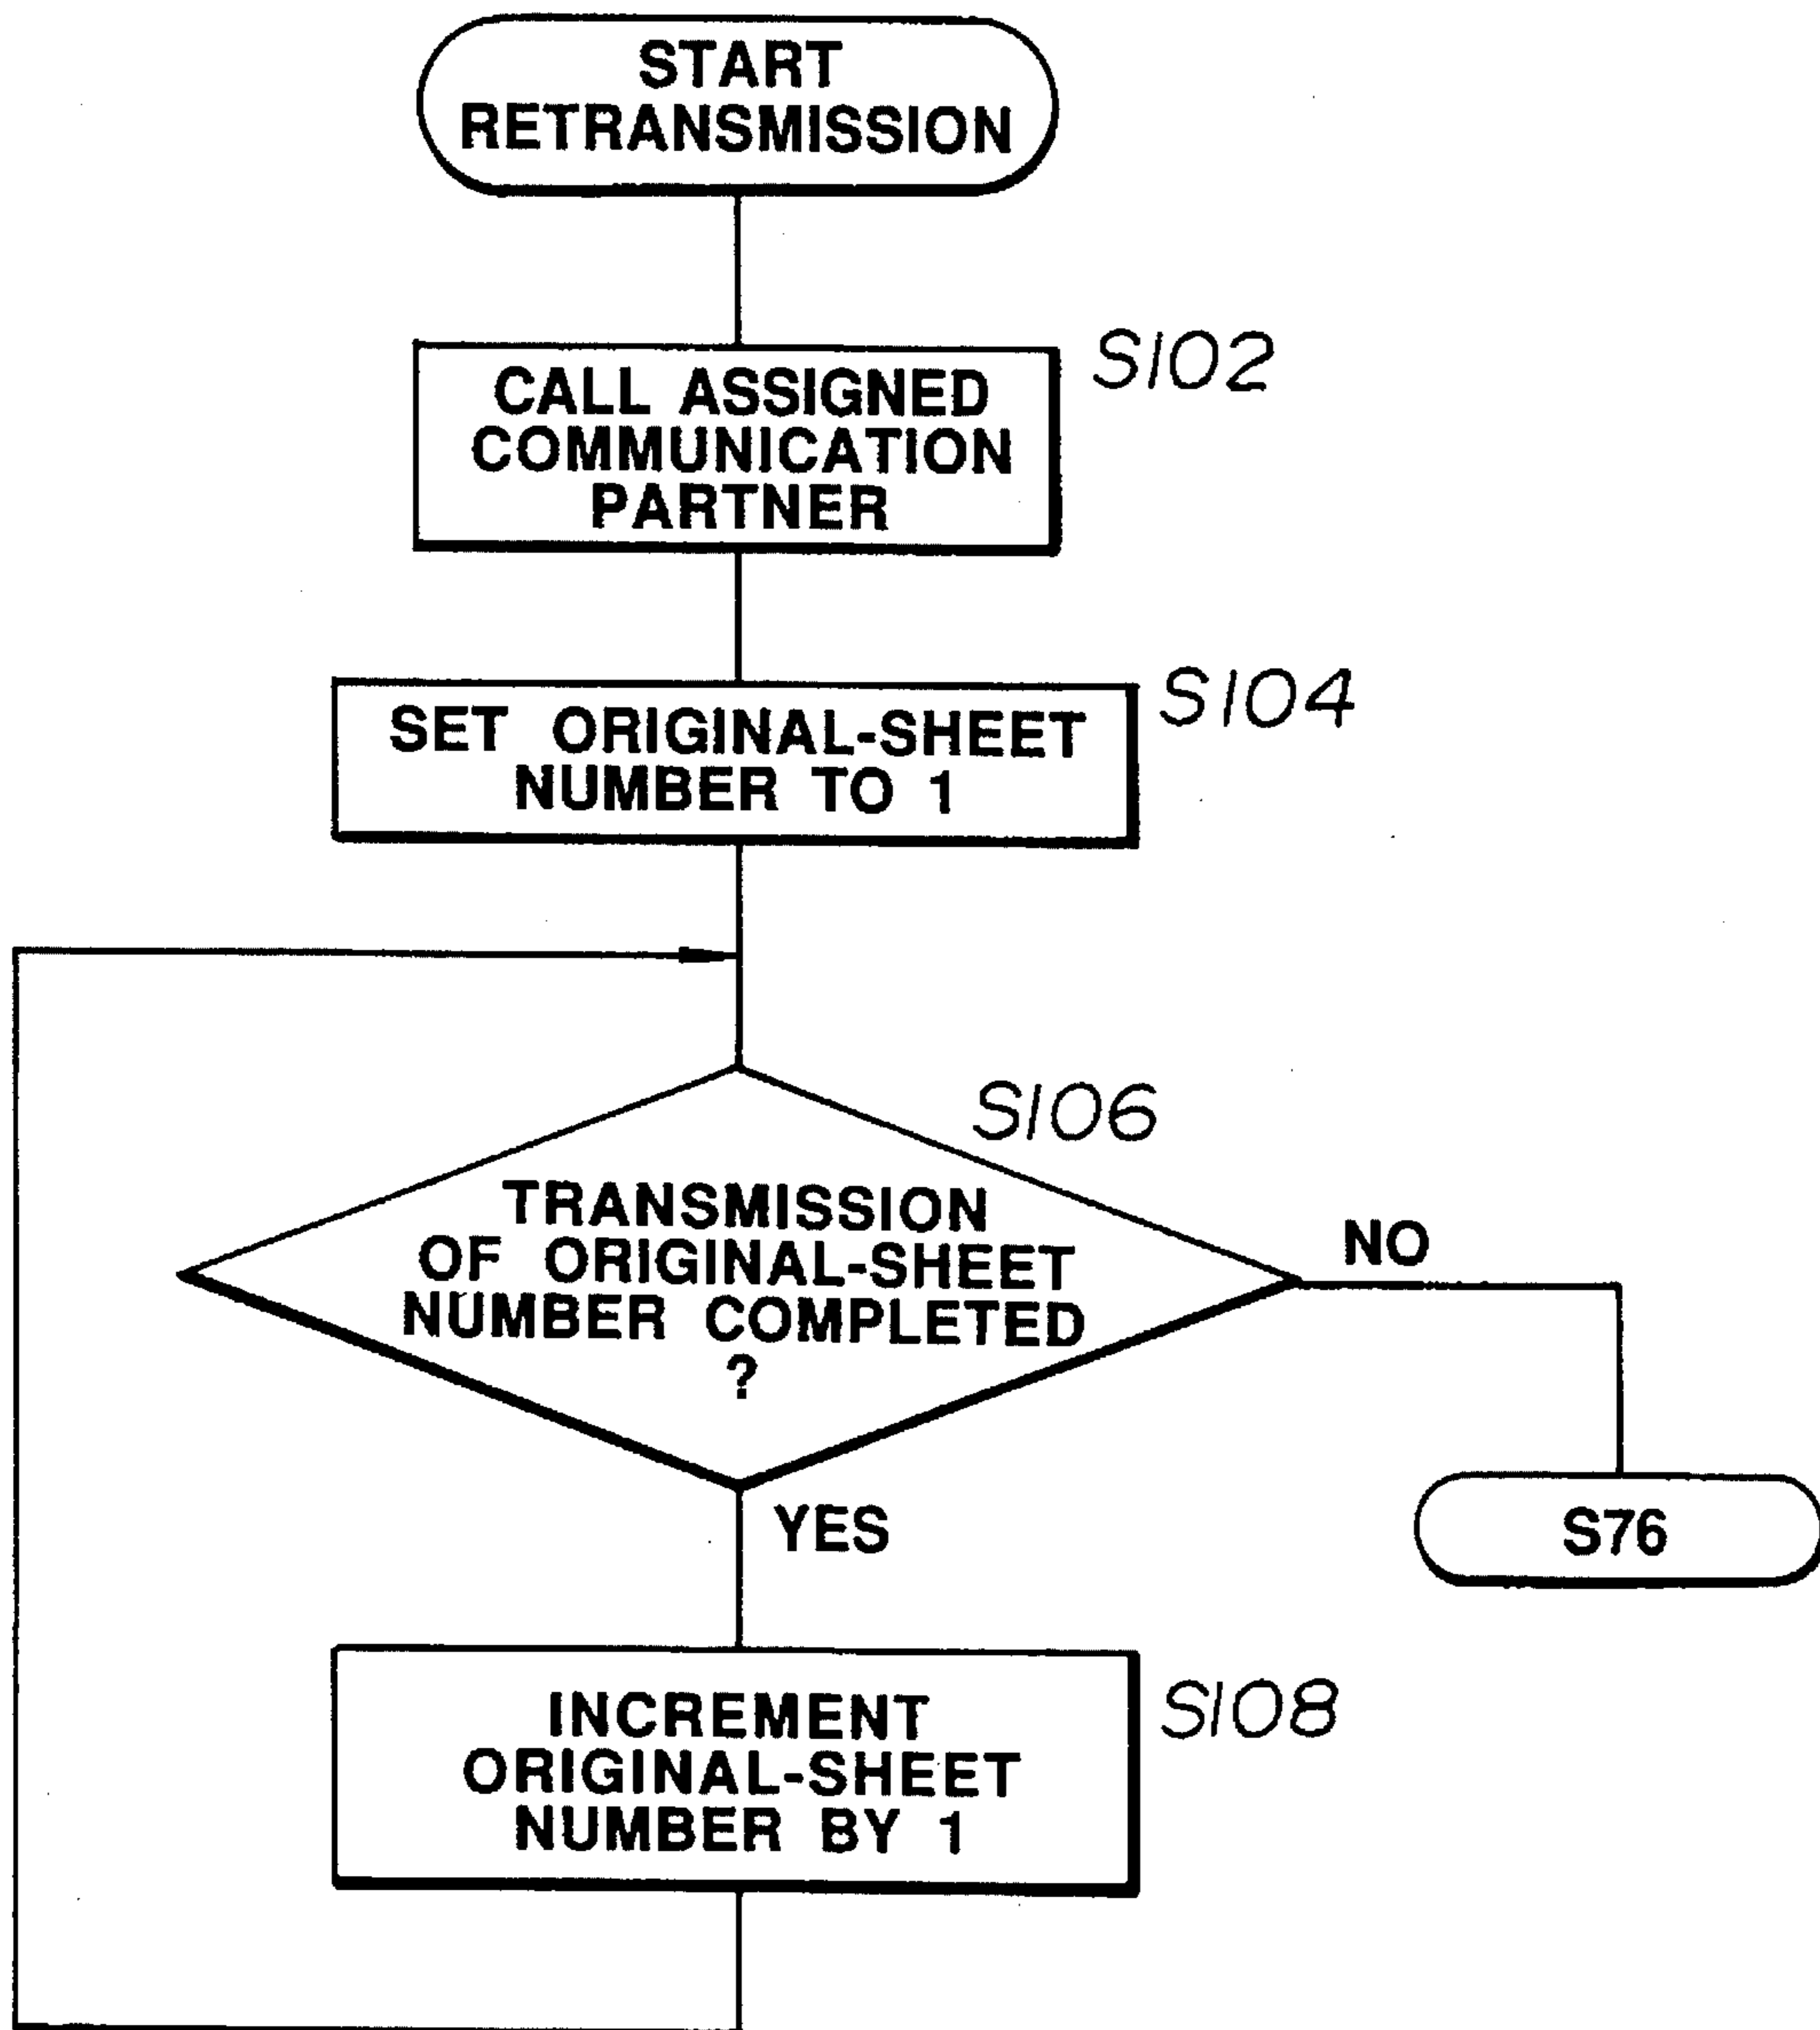 START
RETRANSMISSION
CALL ASSIGNED
COMMUNICATION
PARTNER
S102
SET ORIGINAL-SHEET
NUMBER TO 1
S104
S106
TRANSMISSION
OF ORIGINAL-SHEET
NUMBER COMPLETED
?
NO
YES
S76
INCREMENT
ORIGINAL-SHEET
NUMBER BY 1
S108